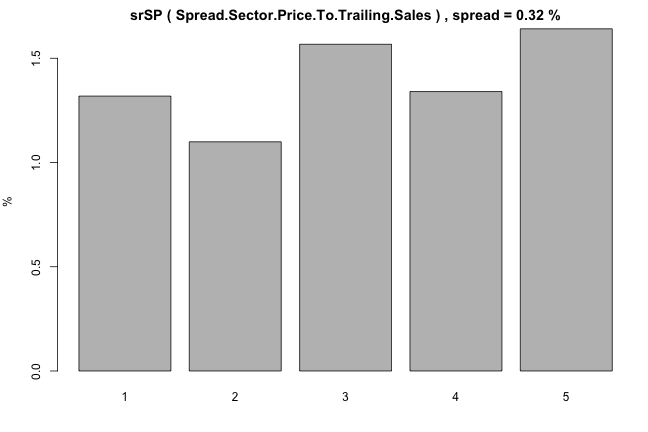 srSP ( Spread.Sector.Price.To.Trailing.Sales ) , spread = 0.32 %
1.5
1.0
%
0.5
0.0
1 2 3 4 5